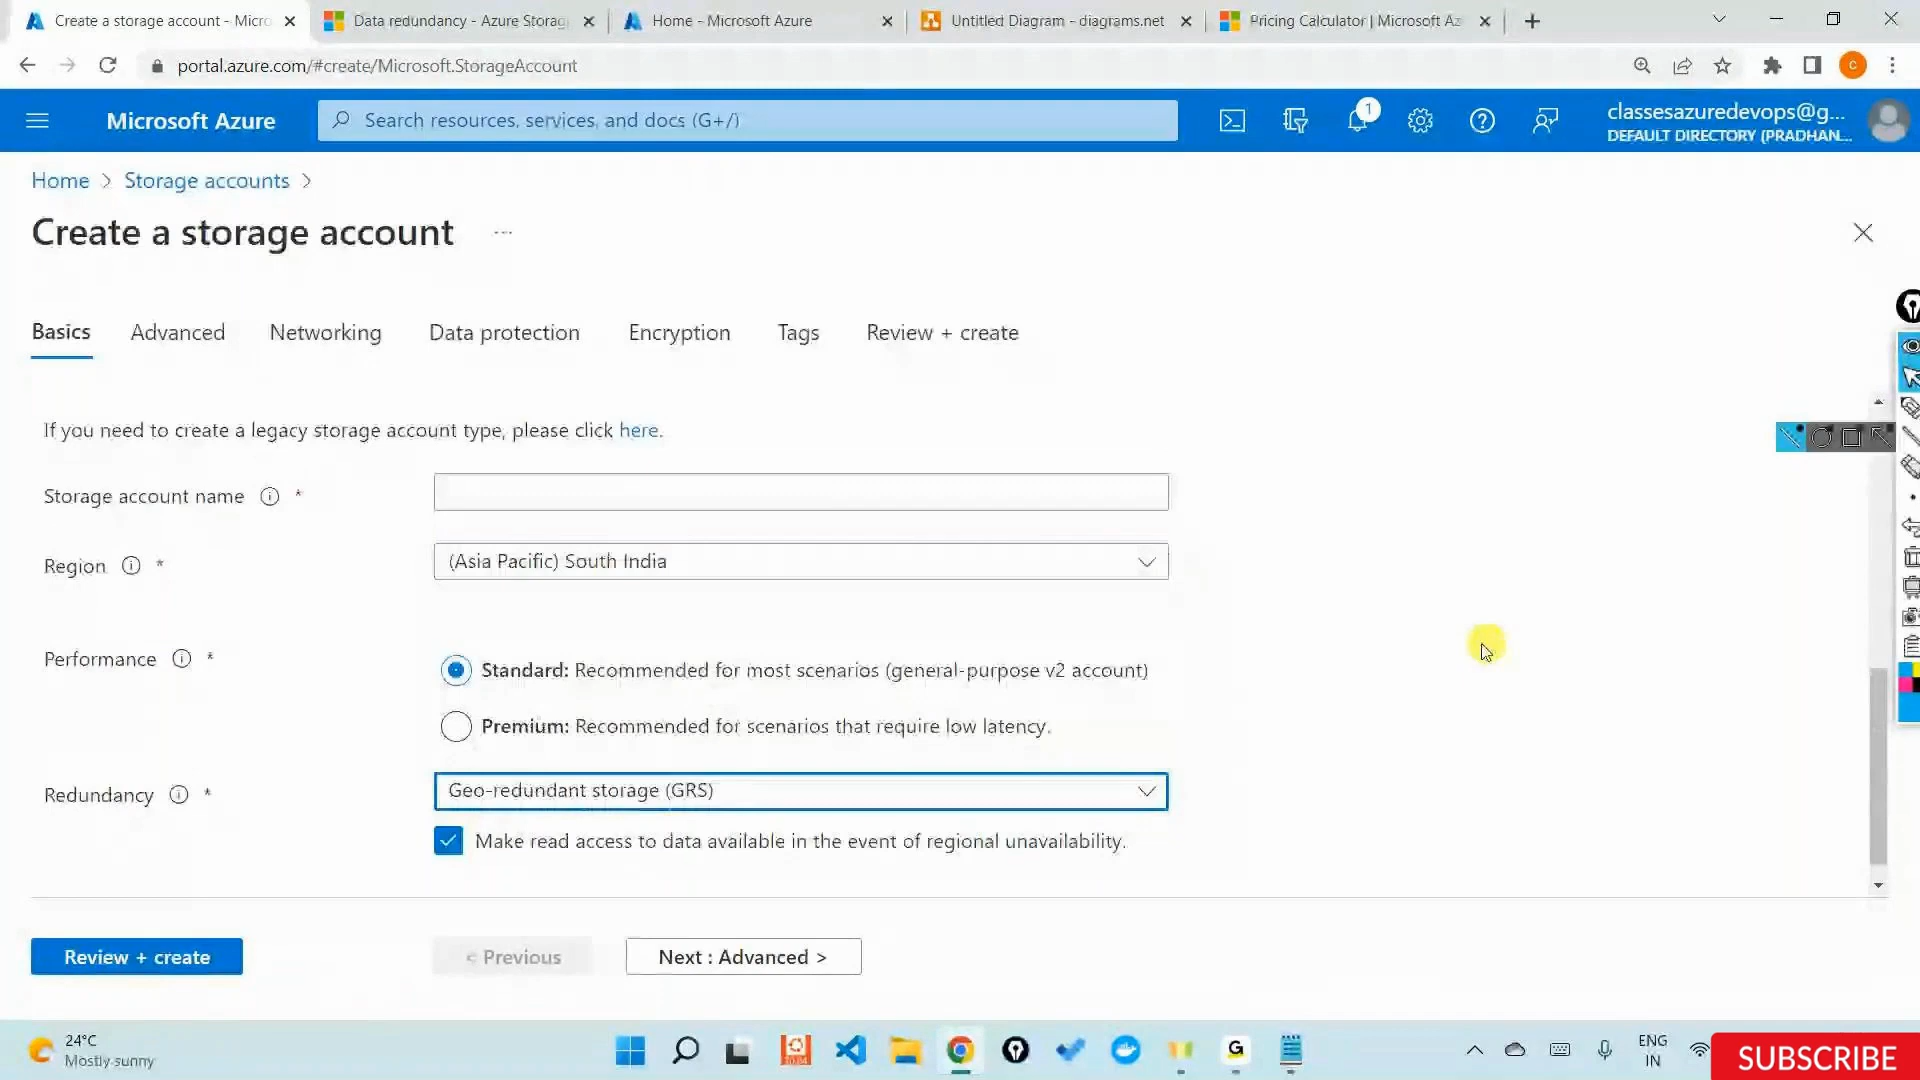 Create a storage account - Micro
Data redundancy - Azure Storag
Home - Microsoft Azure
Untitled Diagram - diagrams.net
Pricing Calculator | Microsoft Az
portal.azure.com/#create/Microsoft.StorageAccount
C
Microsoft Azure
Search resources, services, and docs (G+/)
1
classesazuredevops@g...
DEFAULT DIRECTORY (PRADHAN...
Home > Storage accounts >
Create a storage account ...
Basics
Advanced
Networking
Data protection
Encryption
Tags
Review + create
If you need to create a legacy storage account type, please click here.
Storage account name *
Region *
(Asia Pacific) South India
Performance *
Standard: Recommended for most scenarios (general-purpose v2 account)
Premium: Recommended for scenarios that require low latency.
Redundancy *
Geo-redundant storage (GRS)
Make read access to data available in the event of regional unavailability.
Review + create
< Previous
Next : Advanced >
24°C
Mostly sunny
G
ENG
IN
SUBSCRIBE